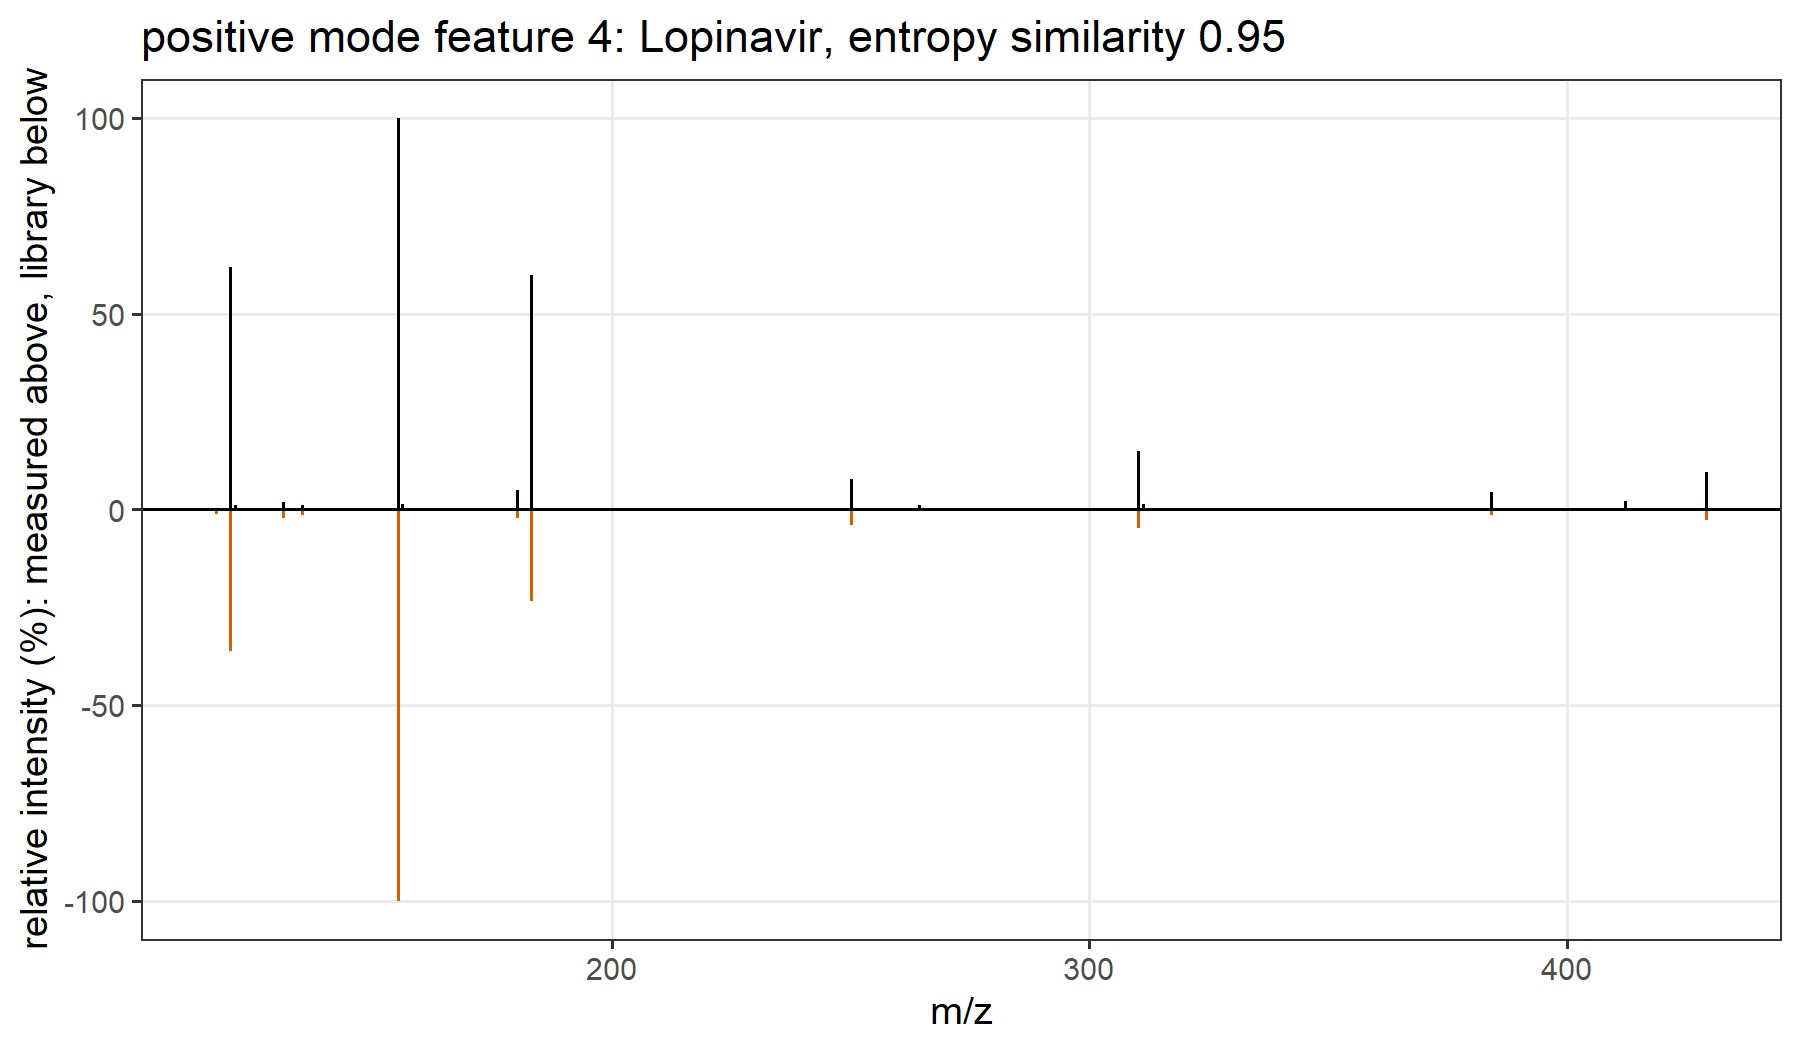 positive mode feature 4: Lopinavir, entropy similarity 0.95
relative intensity (%): measured above, library below
100
50
0
-50
-100
200
300
400
m/z